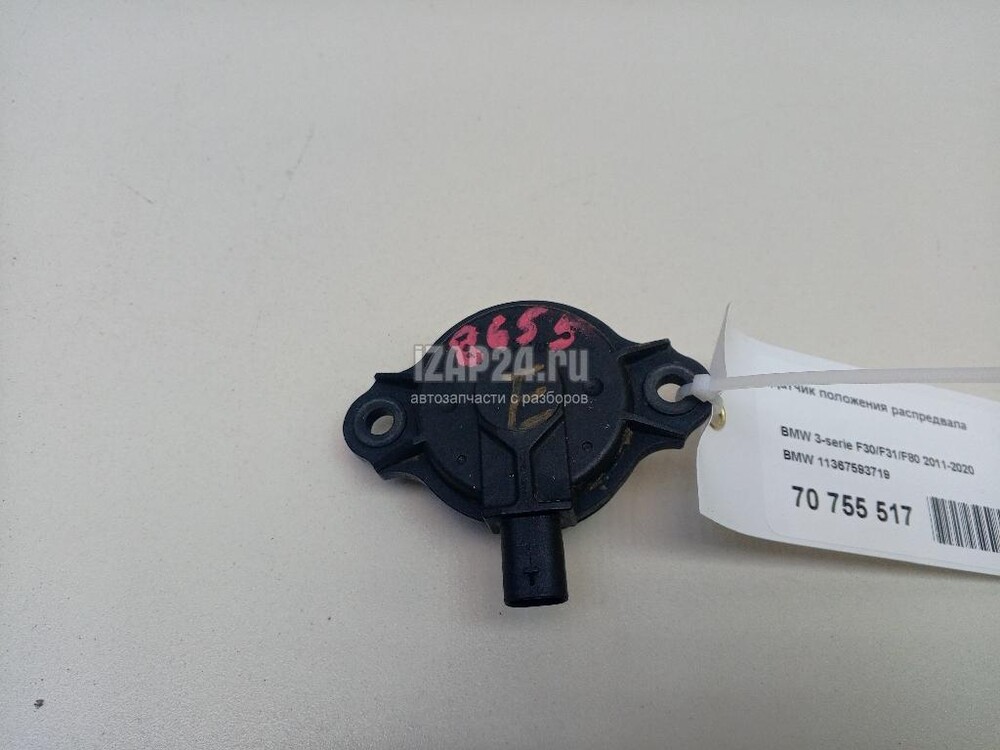 8655
iZAP24.ru
автозапчасти с разборов
датчик положения распредвала
BMW 3-serie F30/F31/F80 2011-2020
BMW 11367593719
70 755 517